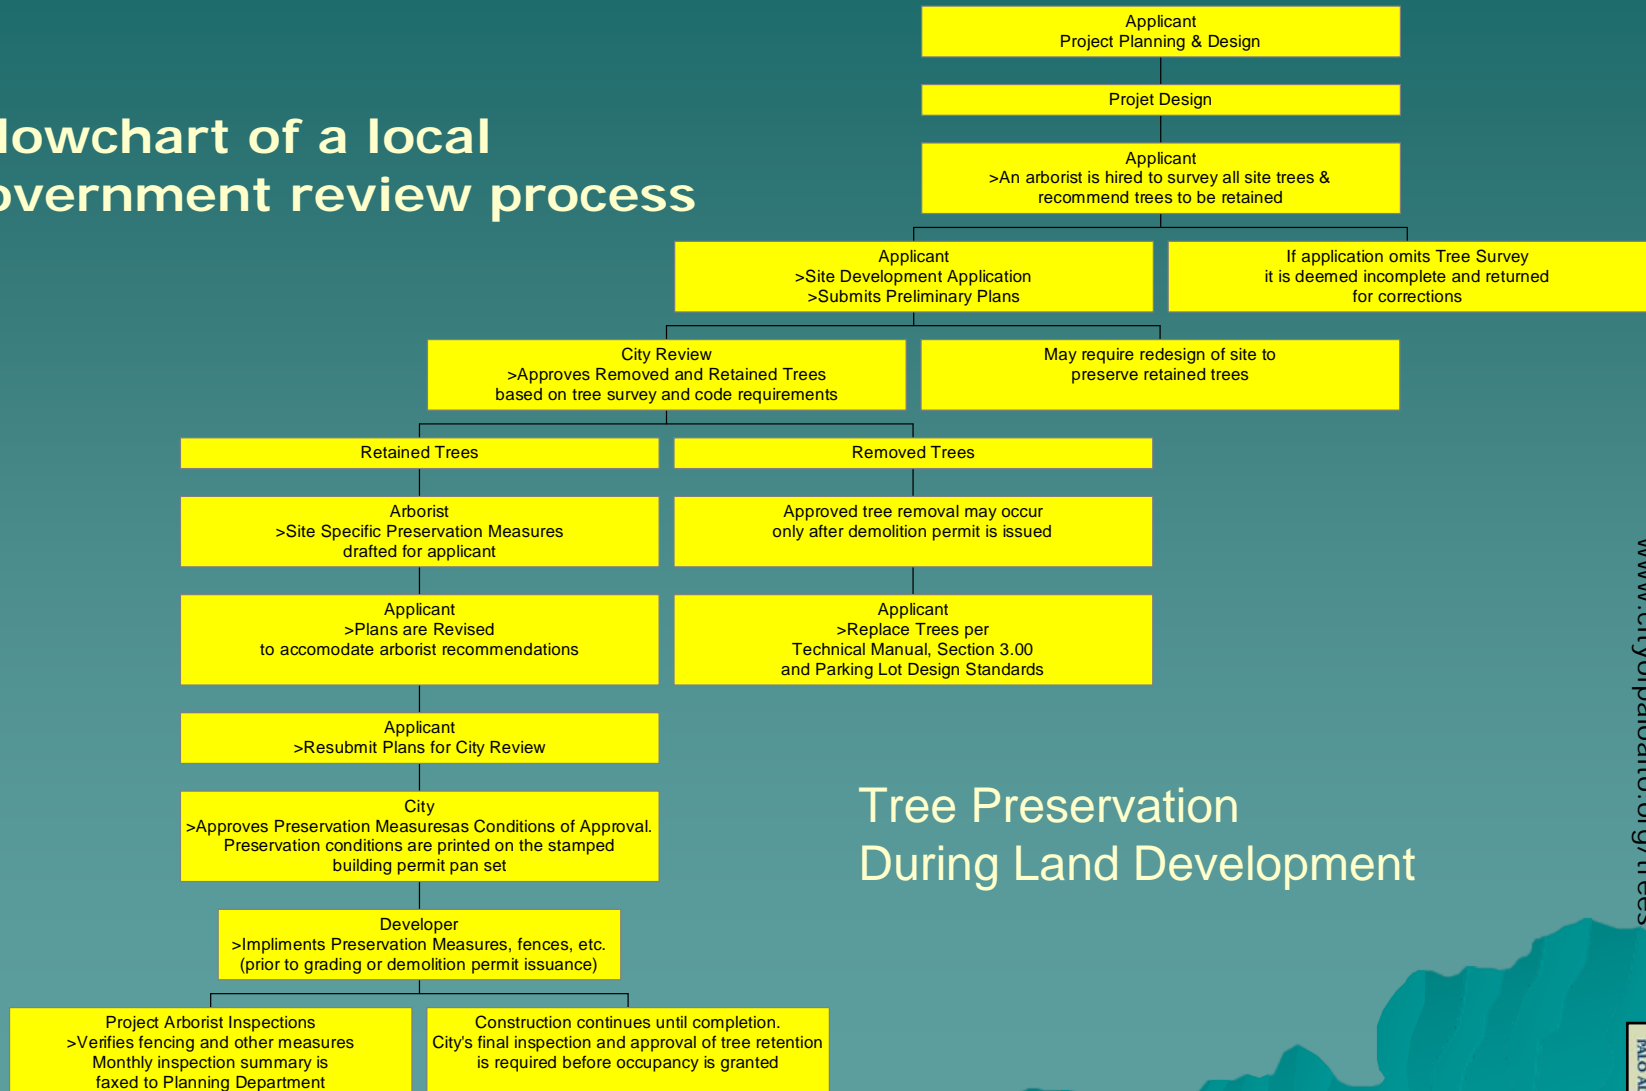 lowchart of a local
overnment review process
Applicant
Project Planning & Design
Projet Design
Applicant
>An arborist is hired to survey all site trees &
recommend trees to be retained
Applicant
>Site Development Application
>Submits Preliminary Plans
If application omits Tree Survey
it is deemed incomplete and returned
for corrections
City Review
>Approves Removed and Retained Trees
based on tree survey and code requirements
May require redesign of site to
preserve retained trees
Retained Trees
Removed Trees
Arborist
>Site Specific Preservation Measures
drafted for applicant
Approved tree removal may occur
only after demolition permit is issued
Applicant
>Plans are Revised
to accomodate arborist recommendations
Applicant
>Replace Trees per
Technical Manual, Section 3.00
and Parking Lot Design Standards
Applicant
>Resubmit Plans for City Review
City
>Approves Preservation Measuresas Conditions of Approval.
Preservation conditions are printed on the stamped
building permit pan set
Developer
>Impliments Preservation Measures, fences, etc.
(prior to grading or demolition permit issuance)
Project Arborist Inspections
>Verifies fencing and other measures
Monthly inspection summary is
faxed to Planning Department
Construction continues until completion.
City's final inspection and approval of tree retention
is required before occupancy is granted
Tree Preservation
During Land Development
www.cityofpaloalto.org/trees